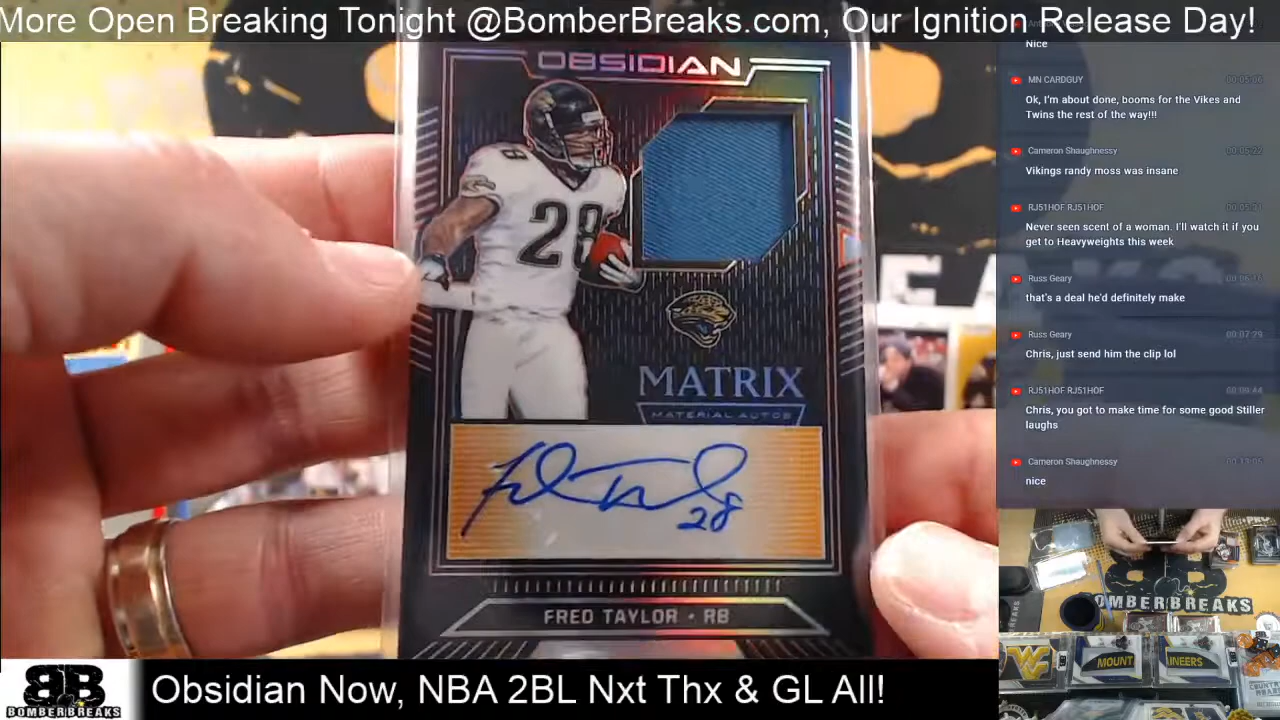 More Open Breaking Tonight @BomberBreaks.com, Our Ignition Release Day!
OBSIDIAN
28
MATRIX
MATERIAL AUTOS
28
FRED TAYLOR • RB
Nice
MN CARDGUY
Ok, I'm about done, booms for the Vikes and
Twins the rest of the way!!!
Cameron Shaughnessy
Vikings randy moss was insane
RJ51HOF RJ51HOF
Never seen scent of a woman. I'll watch it if you
get to Heavyweights this week
Russ Geary
that's a deal he'd definitely make
Russ Geary
00:07:29
Chris, just send him the clip lol
RJ51HOF RJ51HOF
Chris, you got to make time for some good Stiller
laughs
Cameron Shaughnessy
nice
BOMBERBREAKS
MOUNT
AINEERS
BB
BOMBERBREAKS
Obsidian Now, NBA 2BL Nxt Thx & GL All!